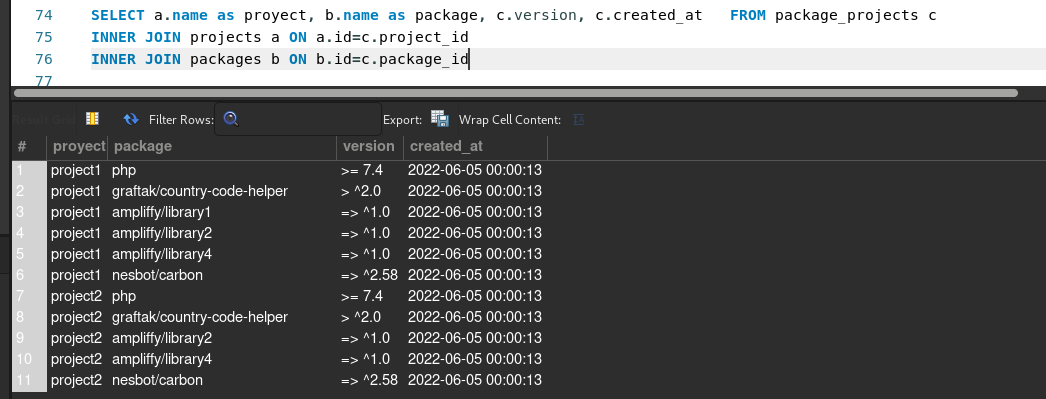 74 SELECT a.name as proyect, b.name as package, c.version, c.created_at FROM package_projects c
75 INNER JOIN projects a ON a.id=c.project_id
76 INNER JOIN packages b ON b.id=c.package_id
77
Result Grid Filter Rows: Export: Wrap Cell Content:
# proyect package version created_at
1 project1 php >= 7.4 2022-06-05 00:00:13
2 project1 graftak/country-code-helper > ^2.0 2022-06-05 00:00:13
3 project1 ampliffy/library1 => ^1.0 2022-06-05 00:00:13
4 project1 ampliffy/library2 => ^1.0 2022-06-05 00:00:13
5 project1 ampliffy/library4 => ^1.0 2022-06-05 00:00:13
6 project1 nesbot/carbon => ^2.58 2022-06-05 00:00:13
7 project2 php >= 7.4 2022-06-05 00:00:13
8 project2 graftak/country-code-helper > ^2.0 2022-06-05 00:00:13
9 project2 ampliffy/library2 => ^1.0 2022-06-05 00:00:13
10 project2 ampliffy/library4 => ^1.0 2022-06-05 00:00:13
11 project2 nesbot/carbon => ^2.58 2022-06-05 00:00:13